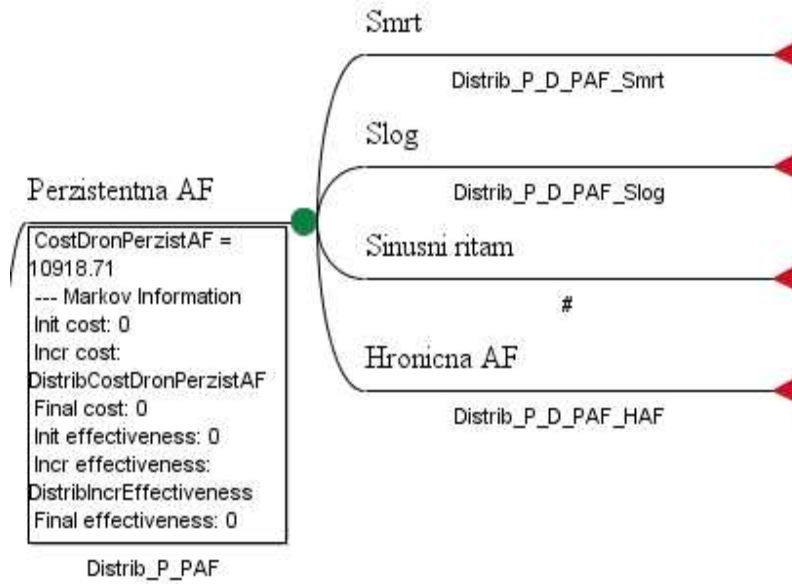 Smrt
Distrib_P_D_PAF_Smrt
Slog
Distrib_P_D_PAF_Slog
Perzistentna AF
CostDronPerzistAF =
10918.71
--- Markov Information
Init cost: 0
Incr cost:
DistribCostDronPerzistAF
Final cost: 0
Init effectiveness: 0
Incr effectiveness:
DistribIncrEffectiveness
Final effectiveness: 0
Distrib_P_PAF
Sinusni ritam
#
Hronicna AF
Distrib_P_D_PAF_HAF